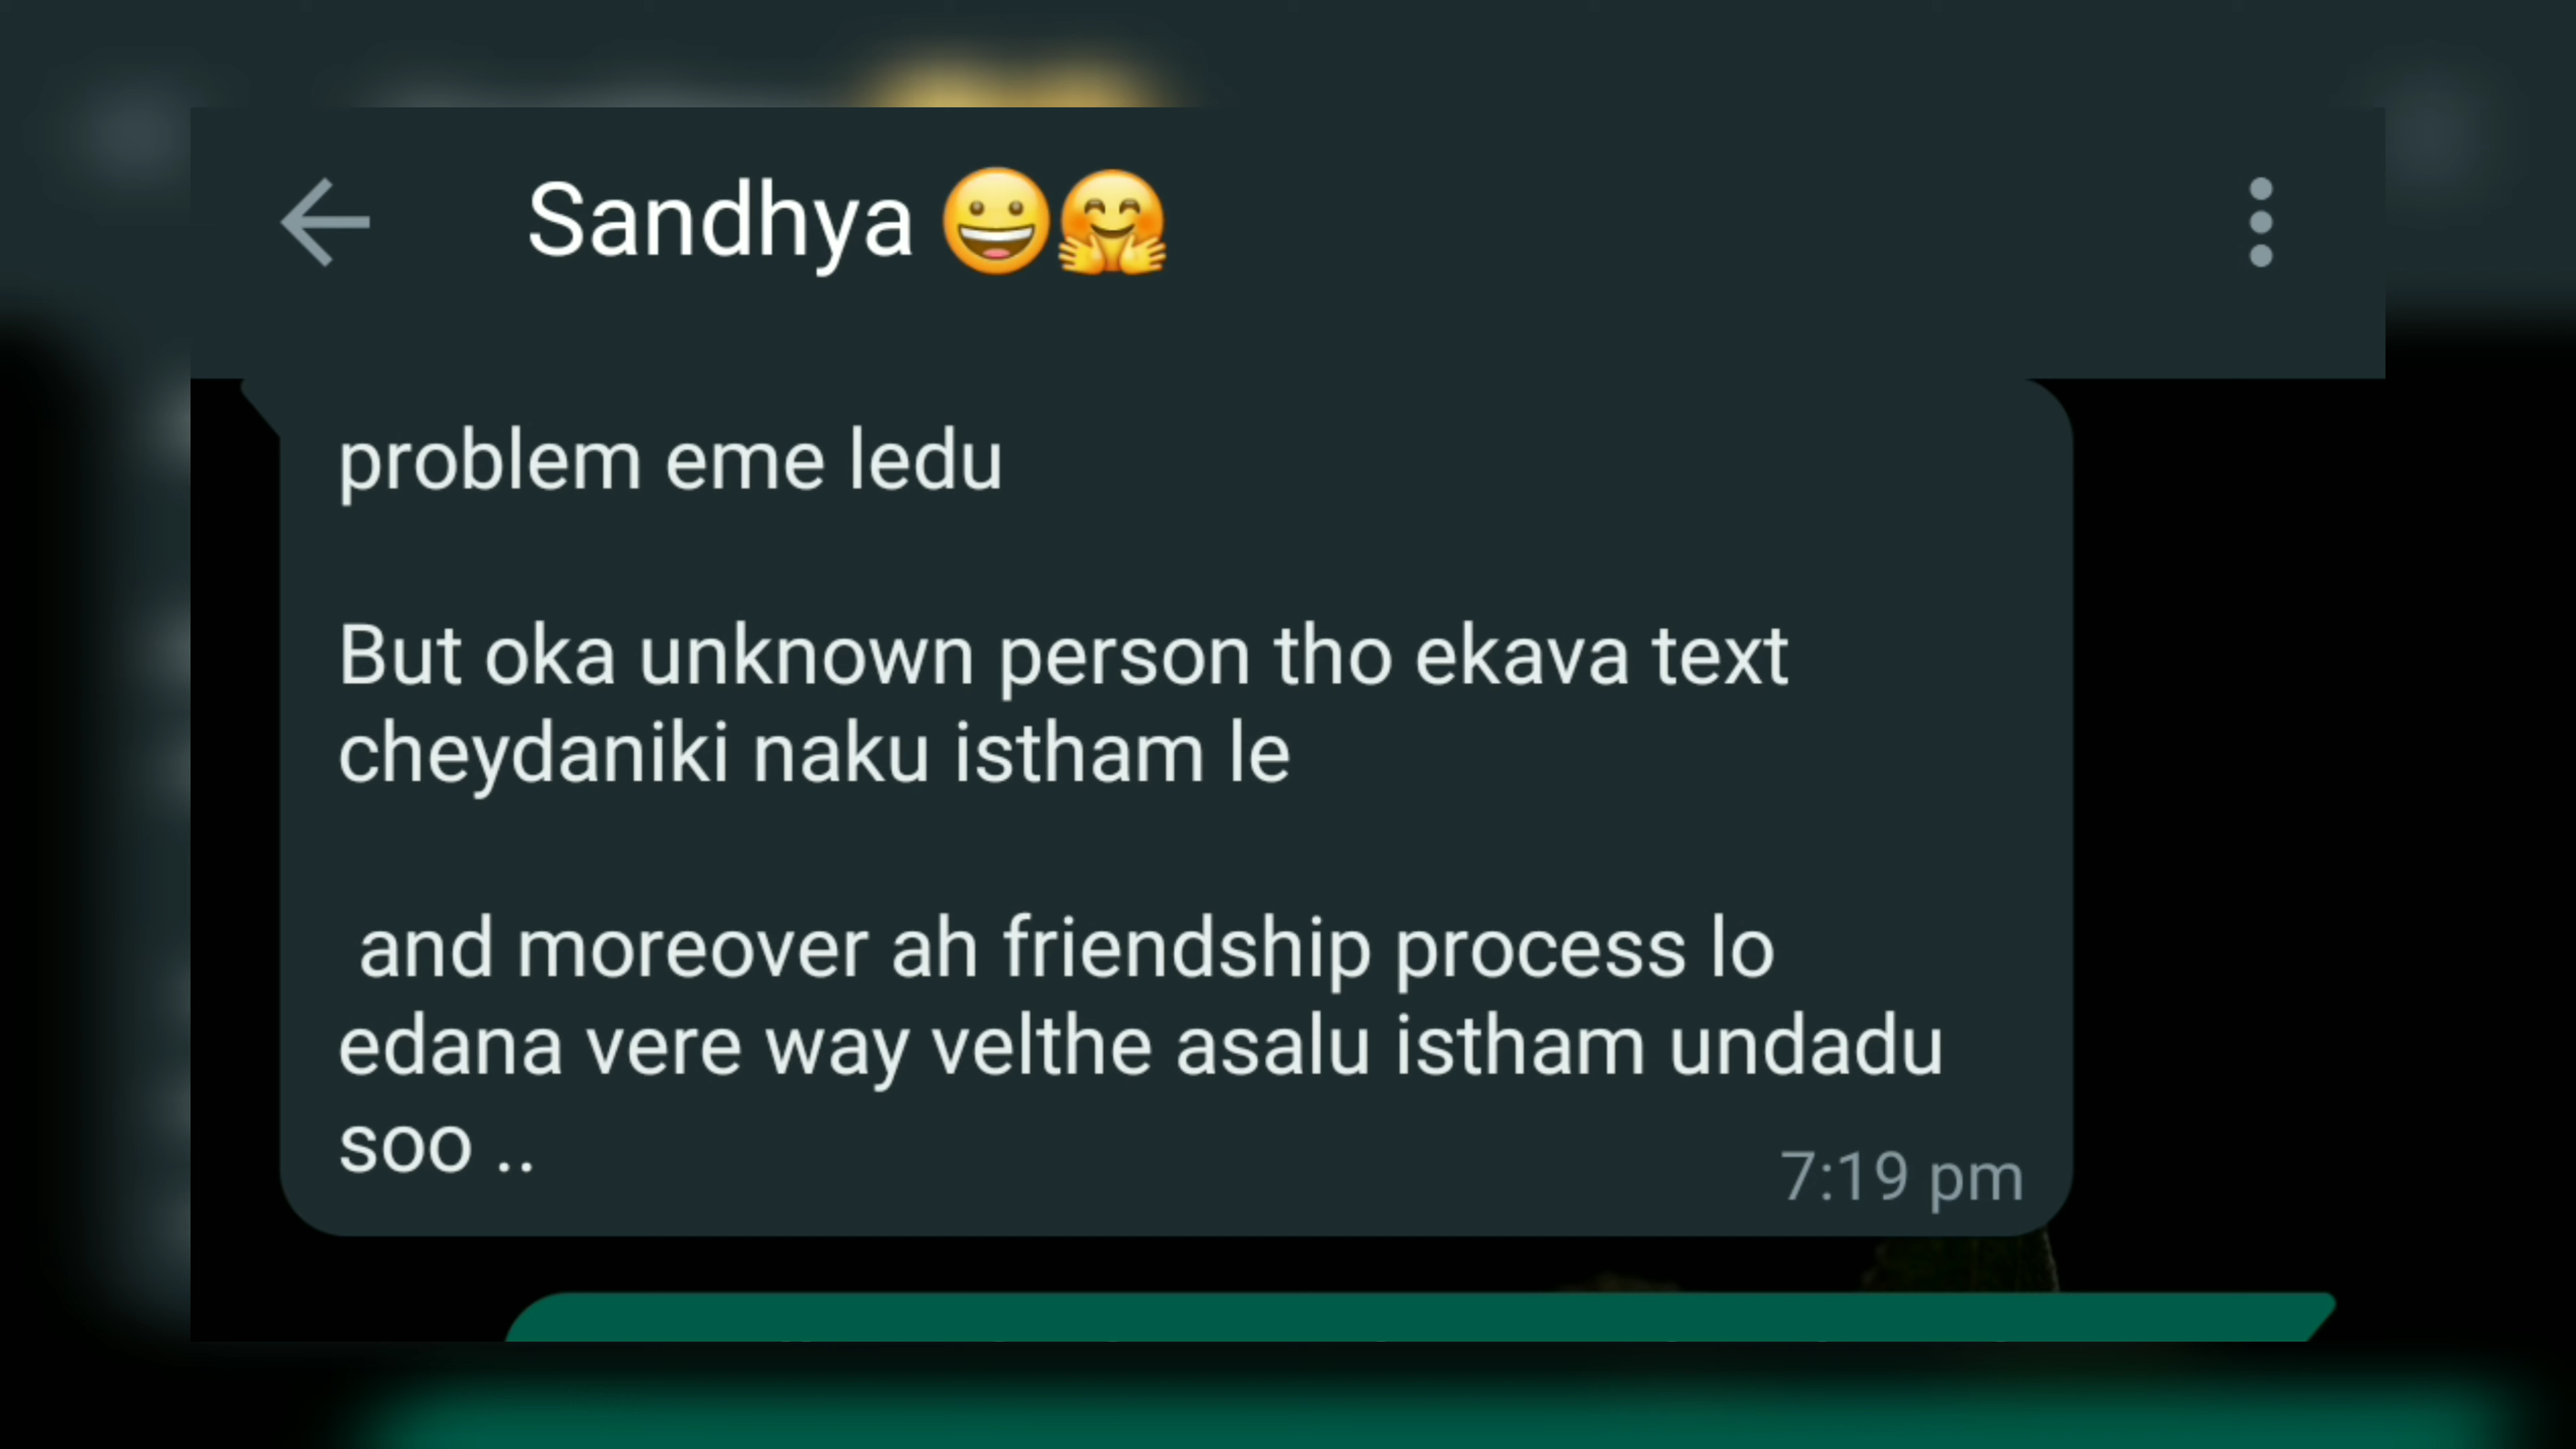 Sandhya 😀🤗
problem eme ledu
But oka unknown person tho ekava text
cheydaniki naku istham le
and moreover ah friendship process lo
edana vere way velthe asalu istham undadu
soo ..
7:19 pm